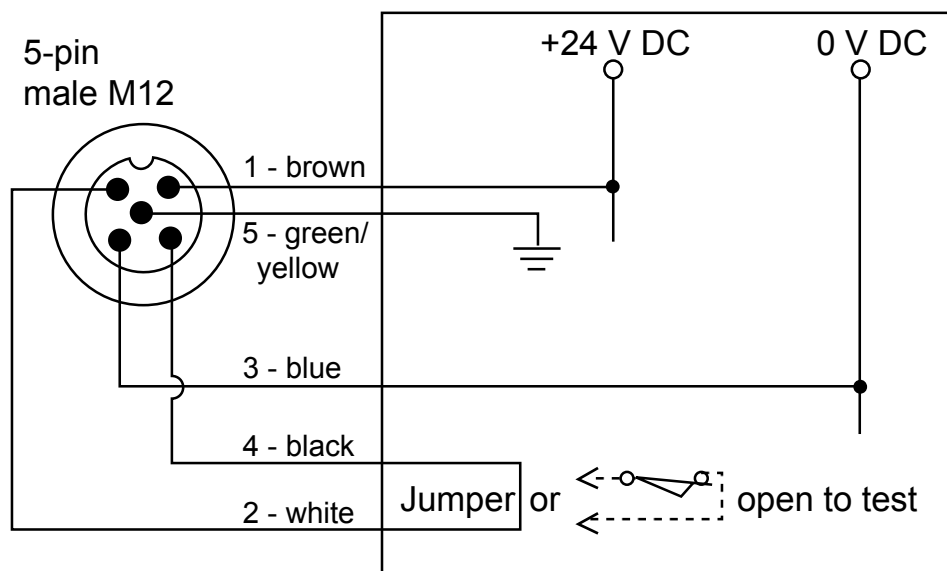 +24 V DC
0 V DC
5-pin
male M12
1 - brown
5 - green/
yellow
3 - blue
4 - black
2 - white
Jumper or
open to test